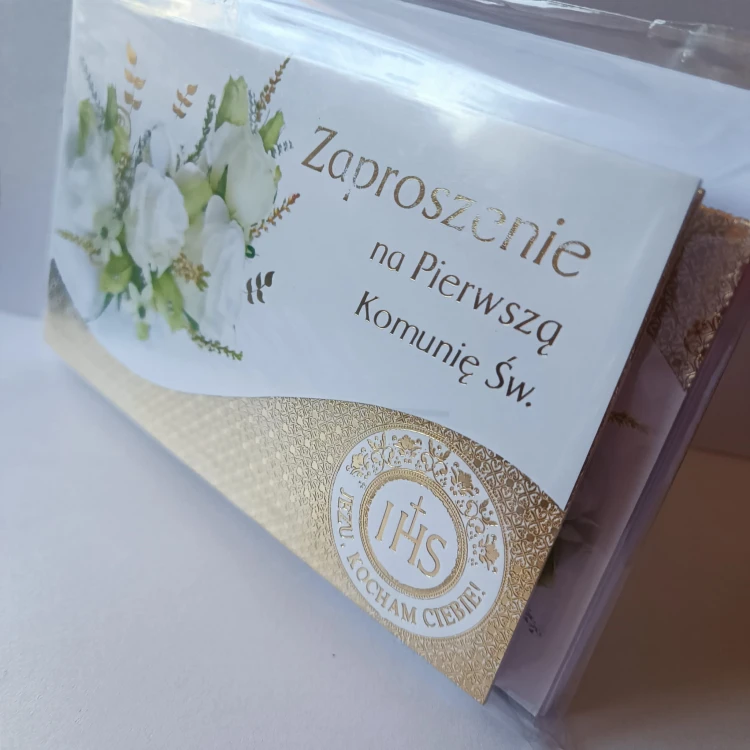 Zaproszenie
na Pierwszą
Komunię Św.
IHS
JEZU, KOCHAM CIEBIE!